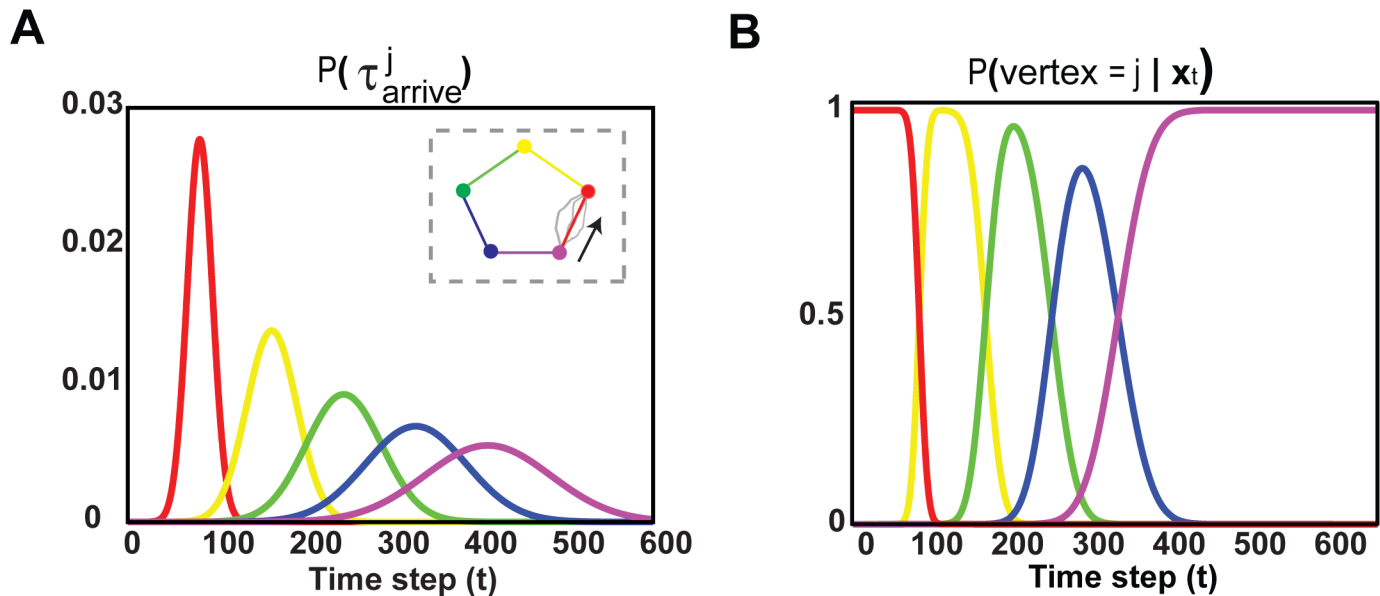 A
P( τ^j_arrive )
0.03
0.02
0.01
0
0 100 200 300 400 500 600
Time step (t)
B
P(vertex = j | x_t)
1
0.5
0
0 100 200 300 400 500 600
Time step (t)